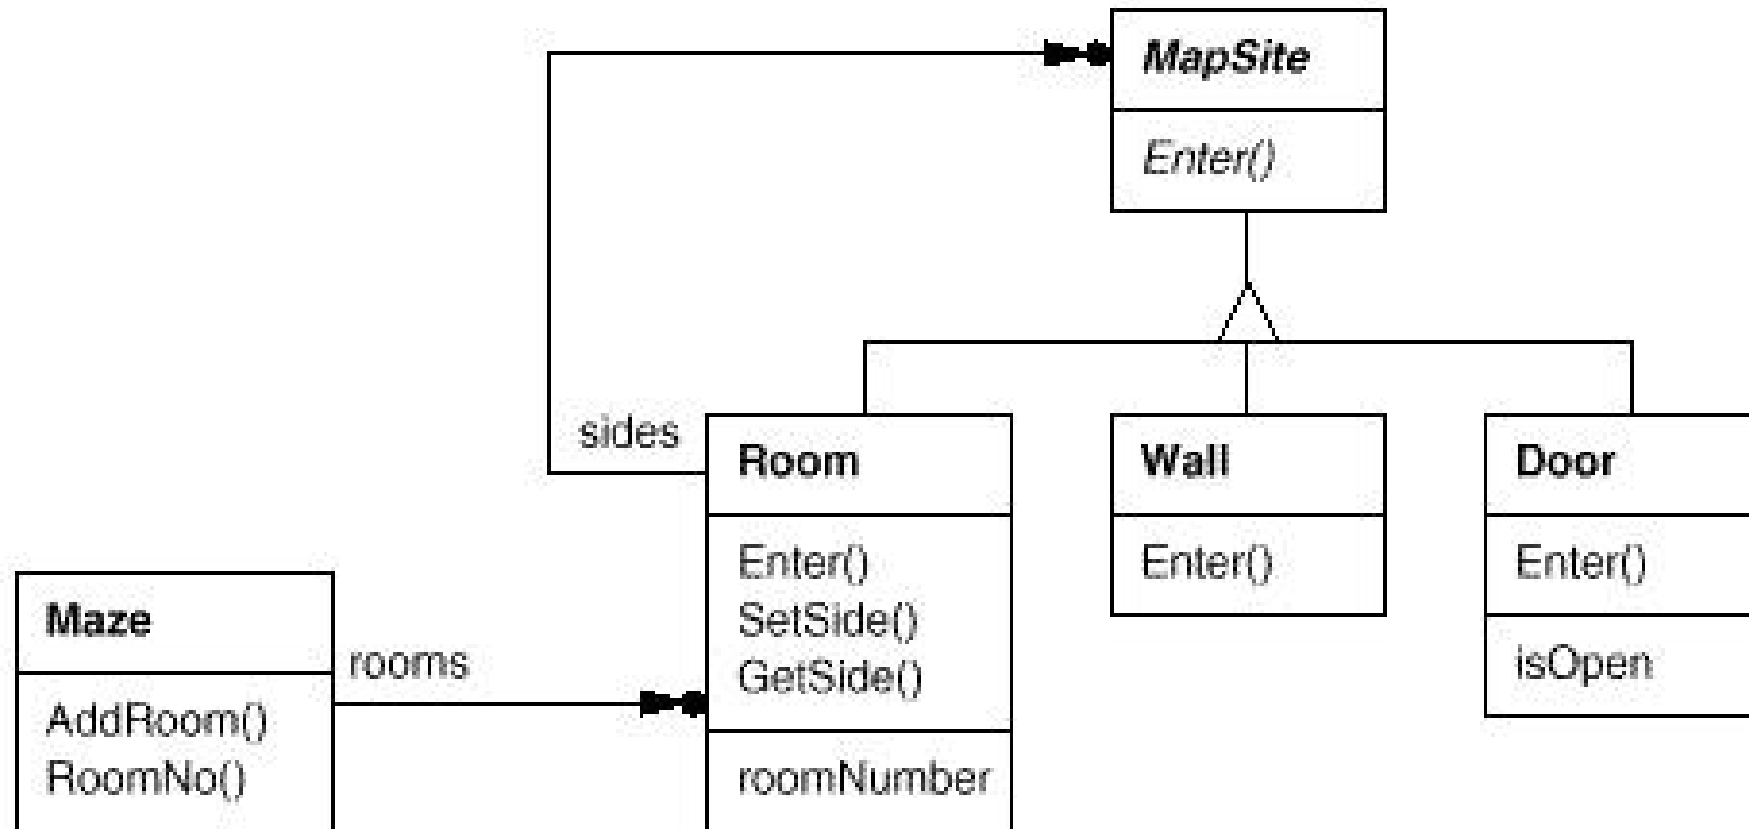 MapSite
Enter()
sides
Room
Enter()
SetSide()
GetSide()
roomNumber
Wall
Enter()
Door
Enter()
isOpen
Maze
AddRoom()
RoomNo()
rooms